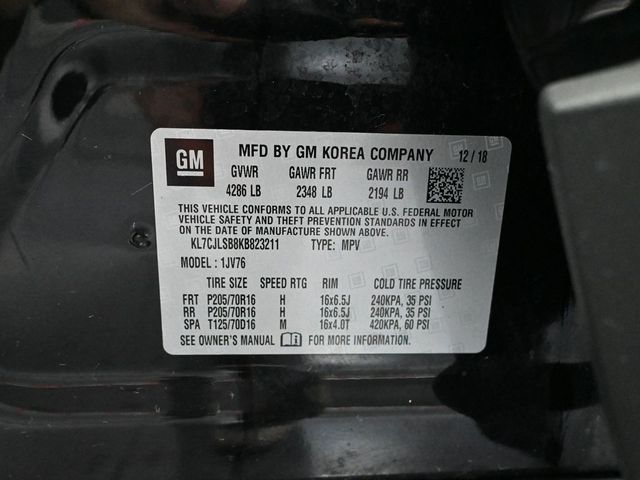 GM MFD BY GM KOREA COMPANY 12/18
GVWR GAWR FRT GAWR RR
4286 LB 2348 LB 2194 LB
THIS VEHICLE CONFORMS TO ALL APPLICABLE U.S. FEDERAL MOTOR
VEHICLE SAFETY AND THEFT PREVENTION STANDARDS IN EFFECT
ON THE DATE OF MANUFACTURE SHOWN ABOVE.
KL7CJLSB8KB823211 TYPE: MPV
MODEL: 1JV76
TIRE SIZE SPEED RTG RIM COLD TIRE PRESSURE
FRT P205/70R16 H 16x6.5J 240KPA, 35 PSI
RR P205/70R16 H 16x6.5J 240KPA, 35 PSI
SPA T125/70D16 M 16x4.0T 420KPA, 60 PSI
SEE OWNER'S MANUAL FOR MORE INFORMATION.